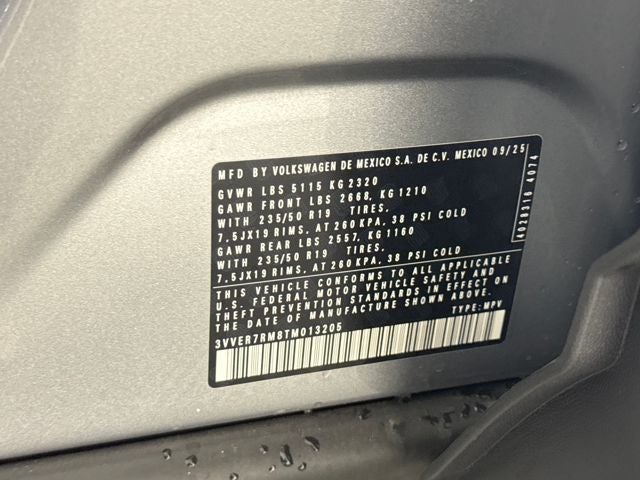 MFD BY VOLKSWAGEN DE MEXICO S.A. DE C.V. MEXICO 09/25
GVWR LBS 5115 KG 2320
GAWR FRONT LBS 2668, KG 1210
WITH 235/50 R19 TIRES,
7,5JX19 RIMS, AT 260 KPA, 38 PSI COLD
GAWR REAR LBS 2557, KG 1160
WITH 235/50 R19 TIRES,
7,5JX19 RIMS, AT 260 KPA, 38 PSI COLD
THIS VEHICLE CONFORMS TO ALL APPLICABLE
U.S. FEDERAL MOTOR VEHICLE SAFETY AND
THEFT PREVENTION STANDARDS IN EFFECT ON
THE DATE OF MANUFACTURE SHOWN ABOVE.
3VVER7RM8TM013205 TYPE: MPV
4028316 4074